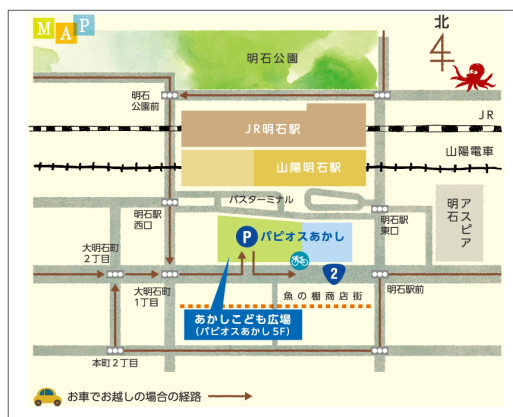 MAP
北
明石公園
明石
公園前
JR
JR明石駅
山陽電車
山陽明石駅
バスターミナル
明石駅
西口
明石駅
東口
アスピア
明石
P パピオスあかし
大明石町
2丁目
大明石町
1丁目
2
明石駅前
魚の棚商店街
あかしこども広場
(パピオスあかし5F)
本町2丁目
お車でお越しの場合の経路